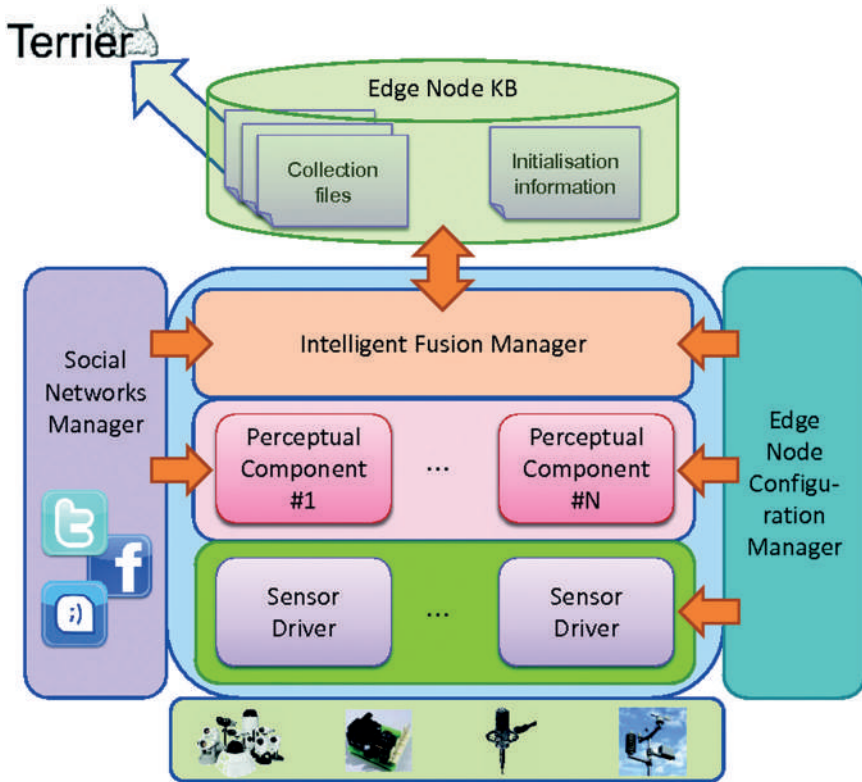 Terrier
Edge Node KB
Collection
files
Initialisation
information
Intelligent Fusion Manager
Social
Networks
Manager
Perceptual
Component
#1
...
Perceptual
Component
#N
Edge
Node
Configu-
ration
Manager
t
f
;)
Sensor
Driver
...
Sensor
Driver